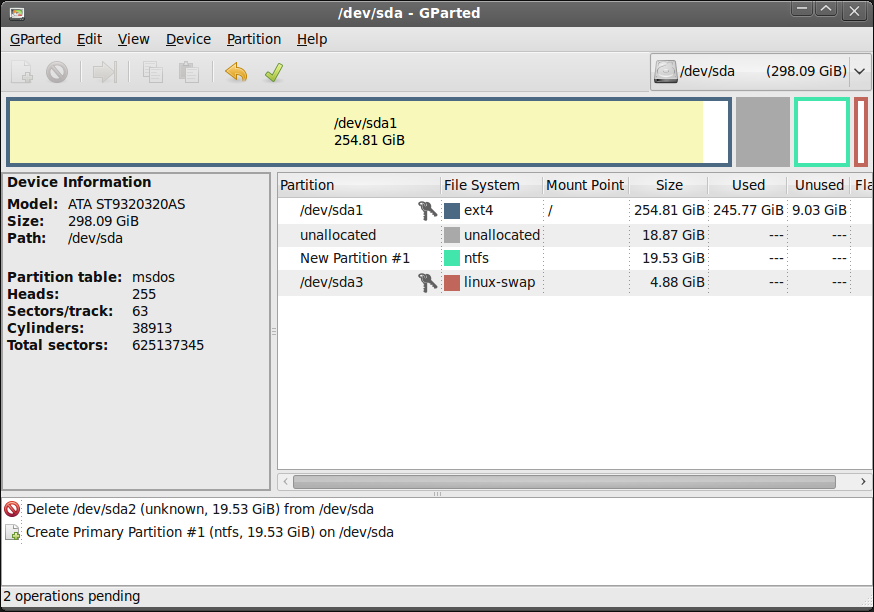 /dev/sda - GParted
GParted Edit View Device Partition Help
/dev/sda (298.09 GiB)
/dev/sda1
254.81 GiB
Device Information
Model: ATA ST9320320AS
Size: 298.09 GiB
Path: /dev/sda
Partition table: msdos
Heads: 255
Sectors/track: 63
Cylinders: 38913
Total sectors: 625137345
Partition File System Mount Point Size Used Unused Fla
/dev/sda1 ext4 / 254.81 GiB 245.77 GiB 9.03 GiB
unallocated unallocated 18.87 GiB --- ---
New Partition #1 ntfs 19.53 GiB --- ---
/dev/sda3 linux-swap 4.88 GiB --- ---
Delete /dev/sda2 (unknown, 19.53 GiB) from /dev/sda
Create Primary Partition #1 (ntfs, 19.53 GiB) on /dev/sda
2 operations pending